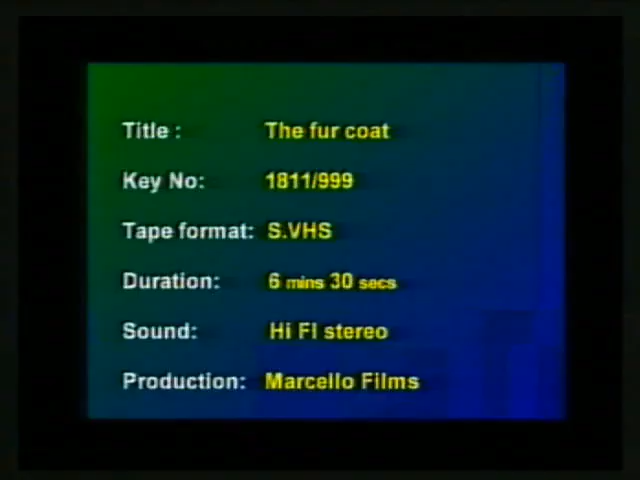 Title : The fur coat
Key No: 1811/999
Tape format: S.VHS
Duration: 6 mins 30 secs
Sound: Hi FI stereo
Production: Marcello Films